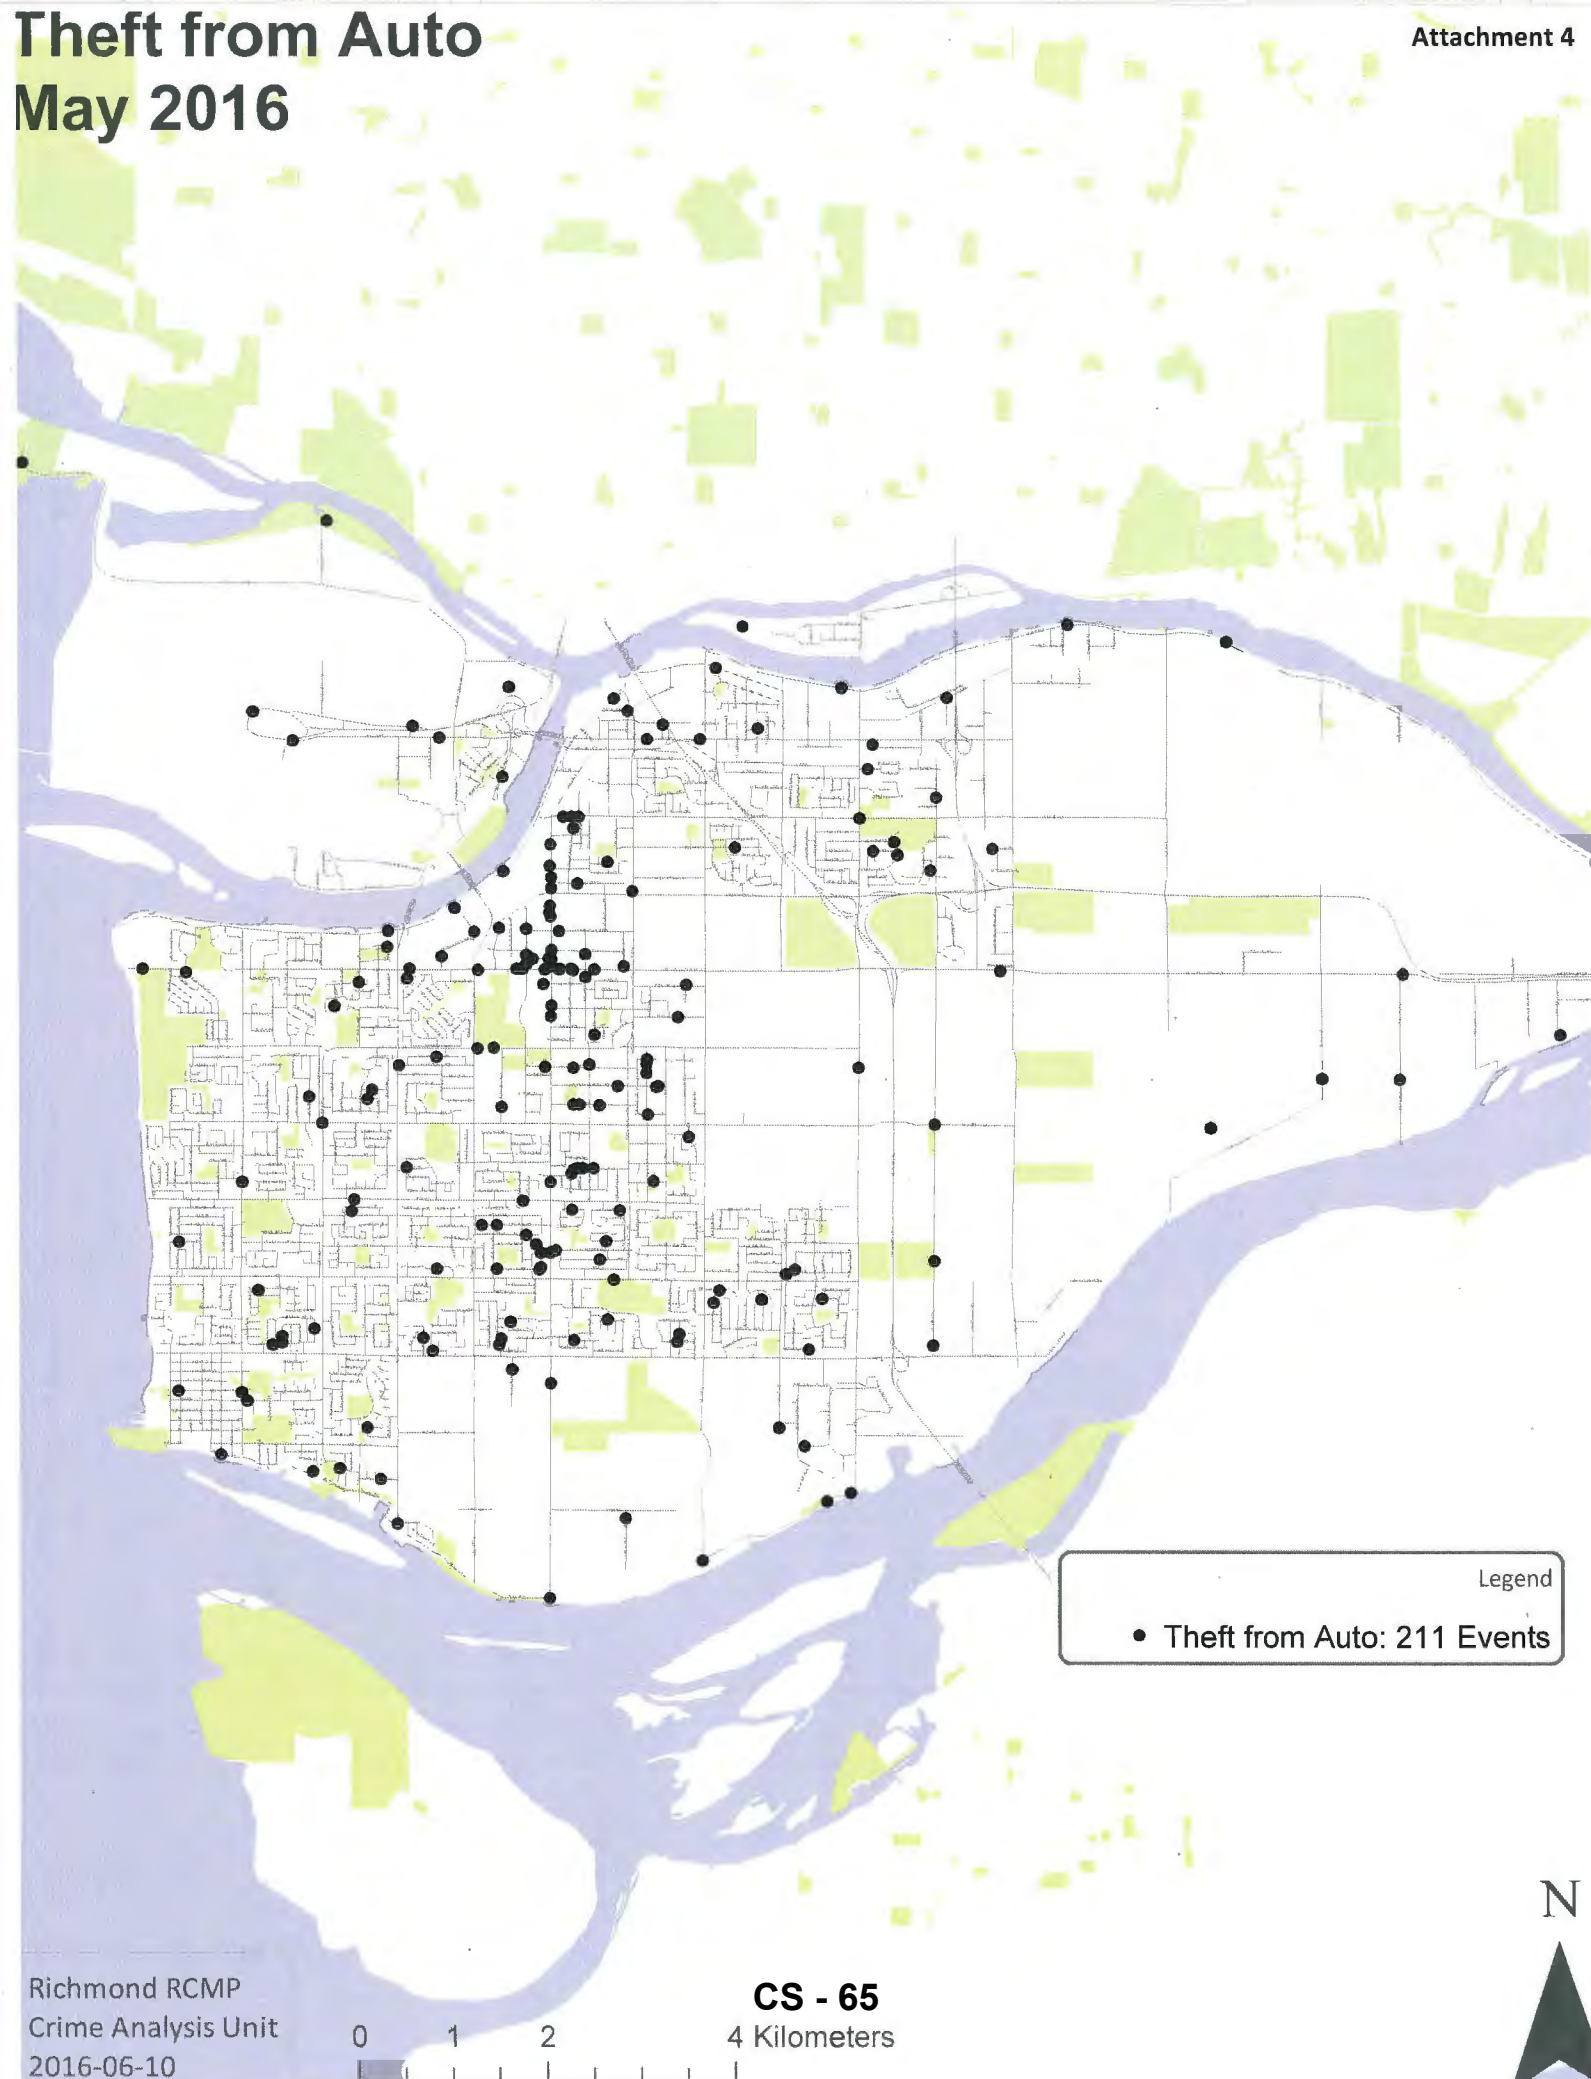 Theft from Auto
May 2016
Attachment 4
Legend
Theft from Auto: 211 Events
N
Richmond RCMP
Crime Analysis Unit
2016-06-10
CS - 65
0 1 2 4 Kilometers